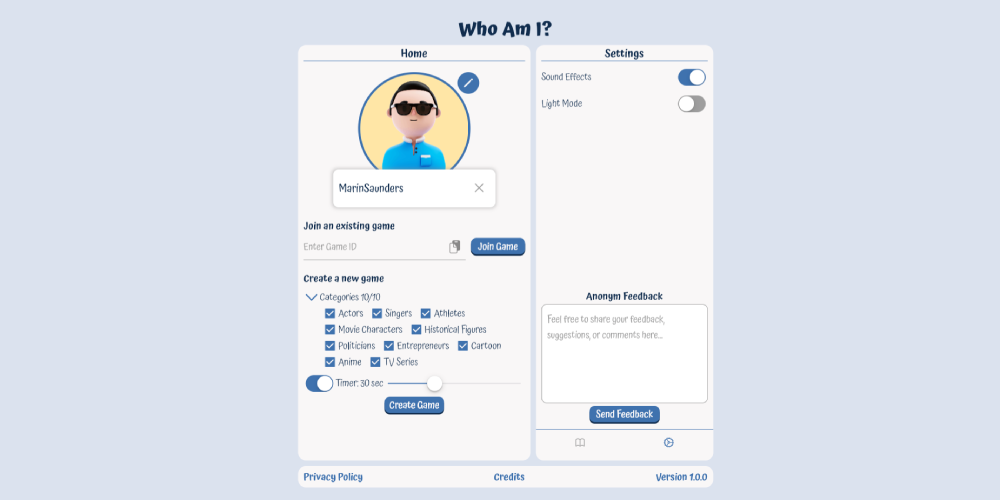 Who Am I?
Home
MarinSaunders
Join an existing game
Enter Game ID
Join Game
Create a new game
Categories 10/10
Actors Singers Athletes
Movie Characters Historical Figures
Politicians Entrepreneurs Cartoon
Anime TV Series
Timer: 30 sec
Create Game
Settings
Sound Effects
Light Mode
Anonym Feedback
Feel free to share your feedback,
suggestions, or comments here...
Send Feedback
Privacy Policy
Credits
Version 1.0.0